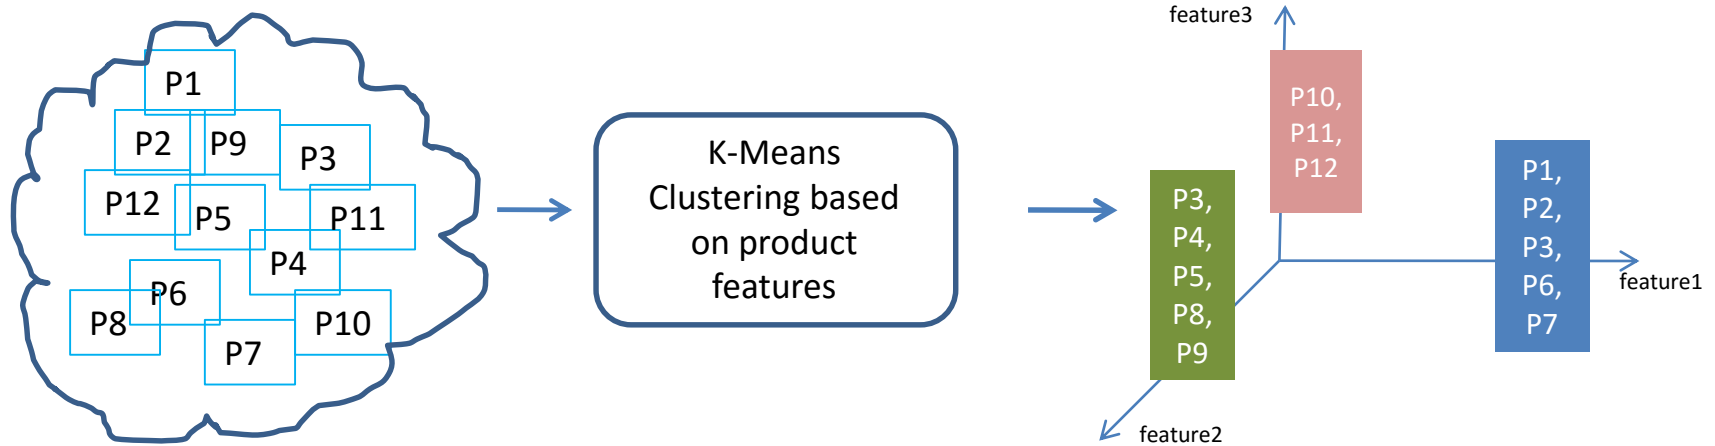 P1
P2
P9
P3
P12
P5
P11
P4
P6
P8
P10
P7
K-Means
Clustering based
on product
features
feature3
P10,
P11,
P12
P3,
P4,
P5,
P8,
P9
P1,
P2,
P3,
P6,
P7
feature1
feature2